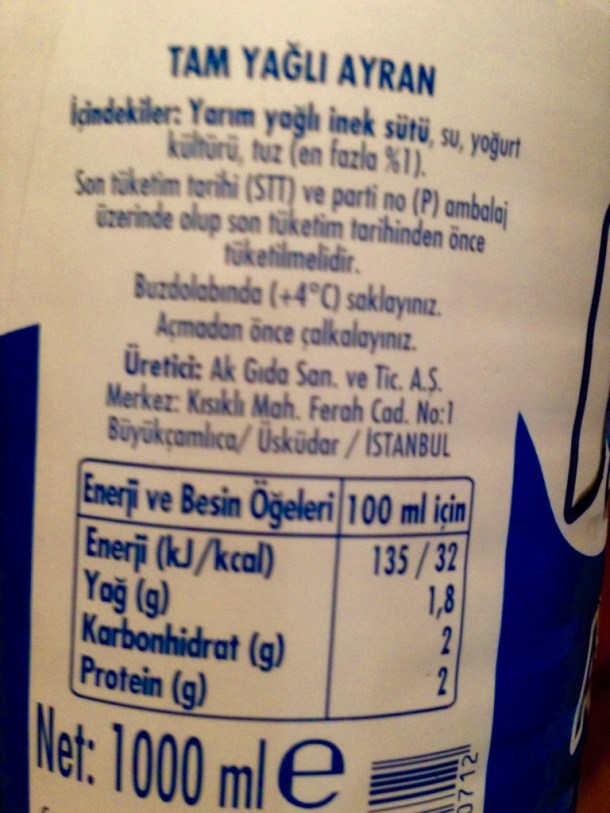 TAM YAĞLI AYRAN
İçindekiler: Yarım yağlı inek sütü, su, yoğurt
kültürü, tuz (en fazla %1).
Son tüketim tarihi (STT) ve parti no (P) ambalaj
üzerinde olup son tüketim tarihinden önce
tüketilmelidir.
Buzdolabında (+4°C) saklayınız.
Açmadan önce çalkalayınız.
Üretici: Ak Gıda San. ve Tic. A.Ş.
Merkez: Kısıklı Mah. Ferah Cad. No:1
Büyükçamlıca/ Üsküdar / İSTANBUL
Enerji ve Besin Öğeleri 100 ml için
Enerji (kJ/kcal) 135 / 32
Yağ (g) 1,8
Karbonhidrat (g) 2
Protein (g) 2
Net: 1000 ml e
0712